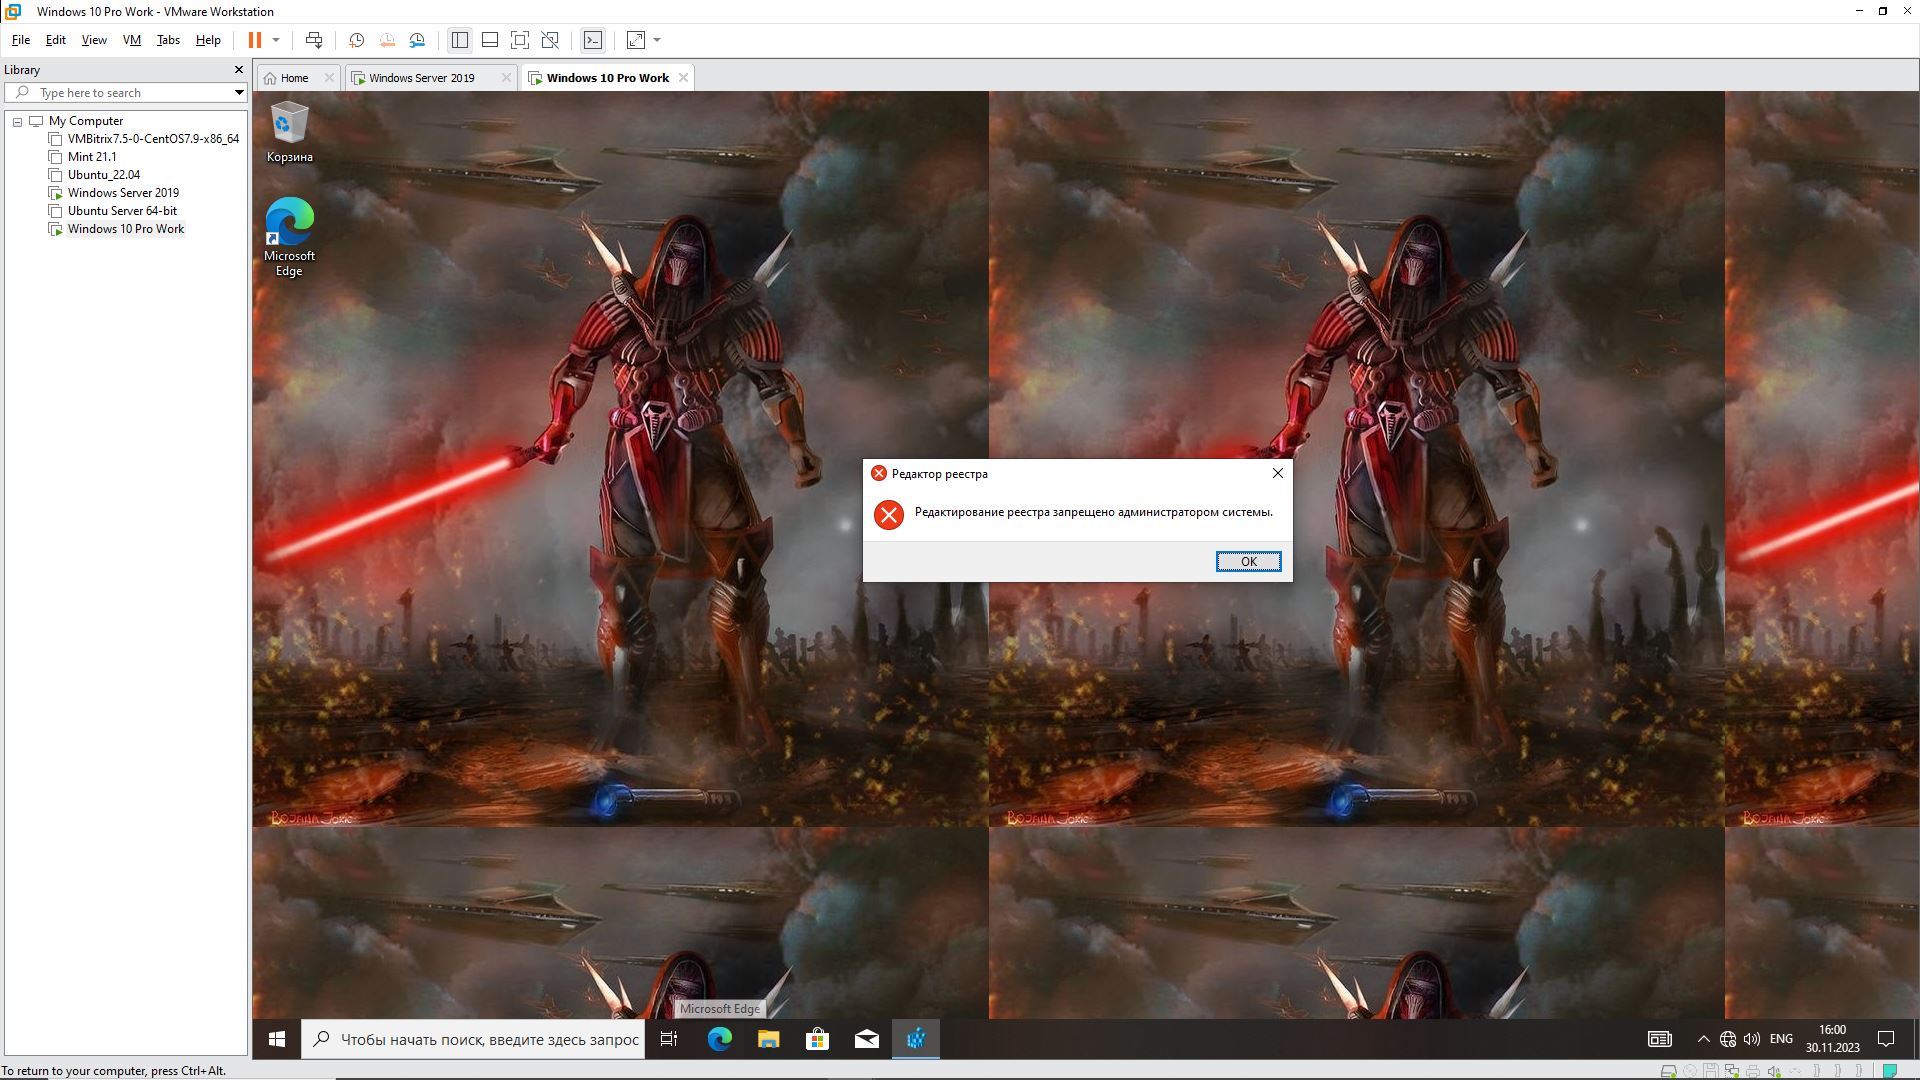 Windows 10 Pro Work - VMware Workstation
File Edit View VM Tabs Help
Library
Type here to search
My Computer
VMBitrix7.5-0-CentOS7.9-x86_64
Mint 21.1
Ubuntu_22.04
Windows Server 2019
Ubuntu Server 64-bit
Windows 10 Pro Work
Home
Windows Server 2019
Windows 10 Pro Work
Корзина
Microsoft
Edge
Редактор реестра
Редактирование реестра запрещено администратором системы.
OK
Microsoft Edge
Чтобы начать поиск, введите здесь запрос
ENG
16:00
30.11.2023
To return to your computer, press Ctrl+Alt.